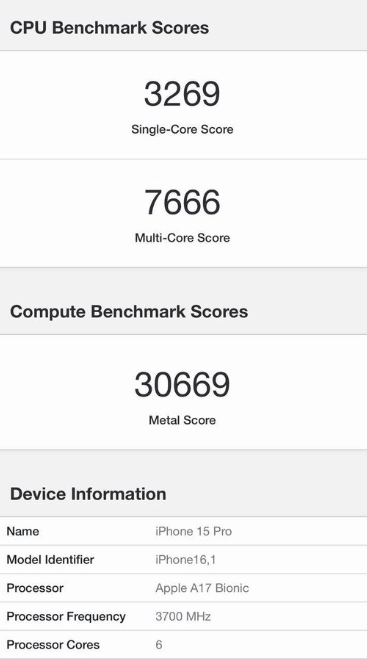 CPU Benchmark Scores
3269
Single-Core Score
7666
Multi-Core Score
Compute Benchmark Scores
30669
Metal Score
Device Information
Name iPhone 15 Pro
Model Identifier iPhone16,1
Processor Apple A17 Bionic
Processor Frequency 3700 MHz
Processor Cores 6